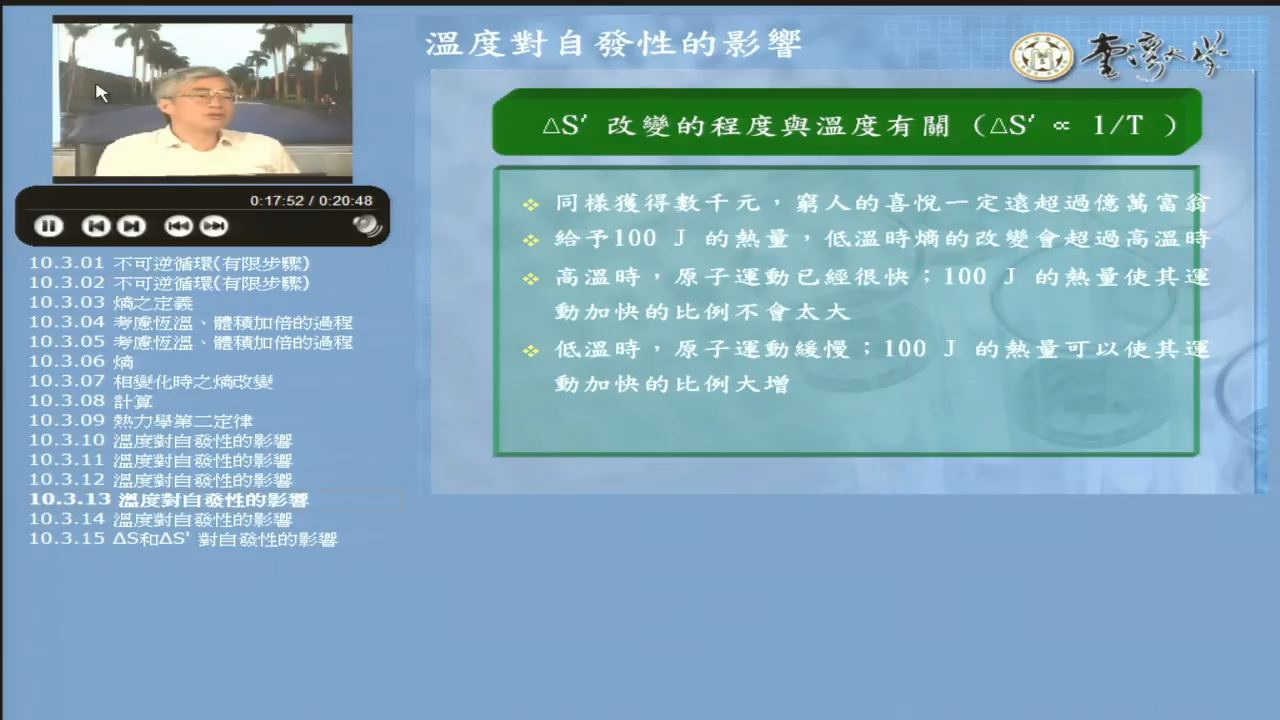 溫度對自發性的影響
臺灣大學
△S′ 改變的程度與溫度有關（△S′ ∝ 1/T ）
同樣獲得數千元，窮人的喜悅一定遠超過億萬富翁
給予100 J 的熱量，低溫時熵的改變會超過高溫時
高溫時，原子運動已經很快；100 J 的熱量使其運
動加快的比例不會太大
低溫時，原子運動緩慢；100 J 的熱量可以使其運
動加快的比例大增
0:17:52 / 0:20:48
10.3.01 不可逆循環(有限步驟)
10.3.02 不可逆循環(有限步驟)
10.3.03 熵之定義
10.3.04 考慮恆溫、體積加倍的過程
10.3.05 考慮恆溫、體積加倍的過程
10.3.06 熵
10.3.07 相變化時之熵改變
10.3.08 計算
10.3.09 熱力學第二定律
10.3.10 溫度對自發性的影響
10.3.11 溫度對自發性的影響
10.3.12 溫度對自發性的影響
10.3.13 溫度對自發性的影響
10.3.14 溫度對自發性的影響
10.3.15 ΔS和ΔS' 對自發性的影響